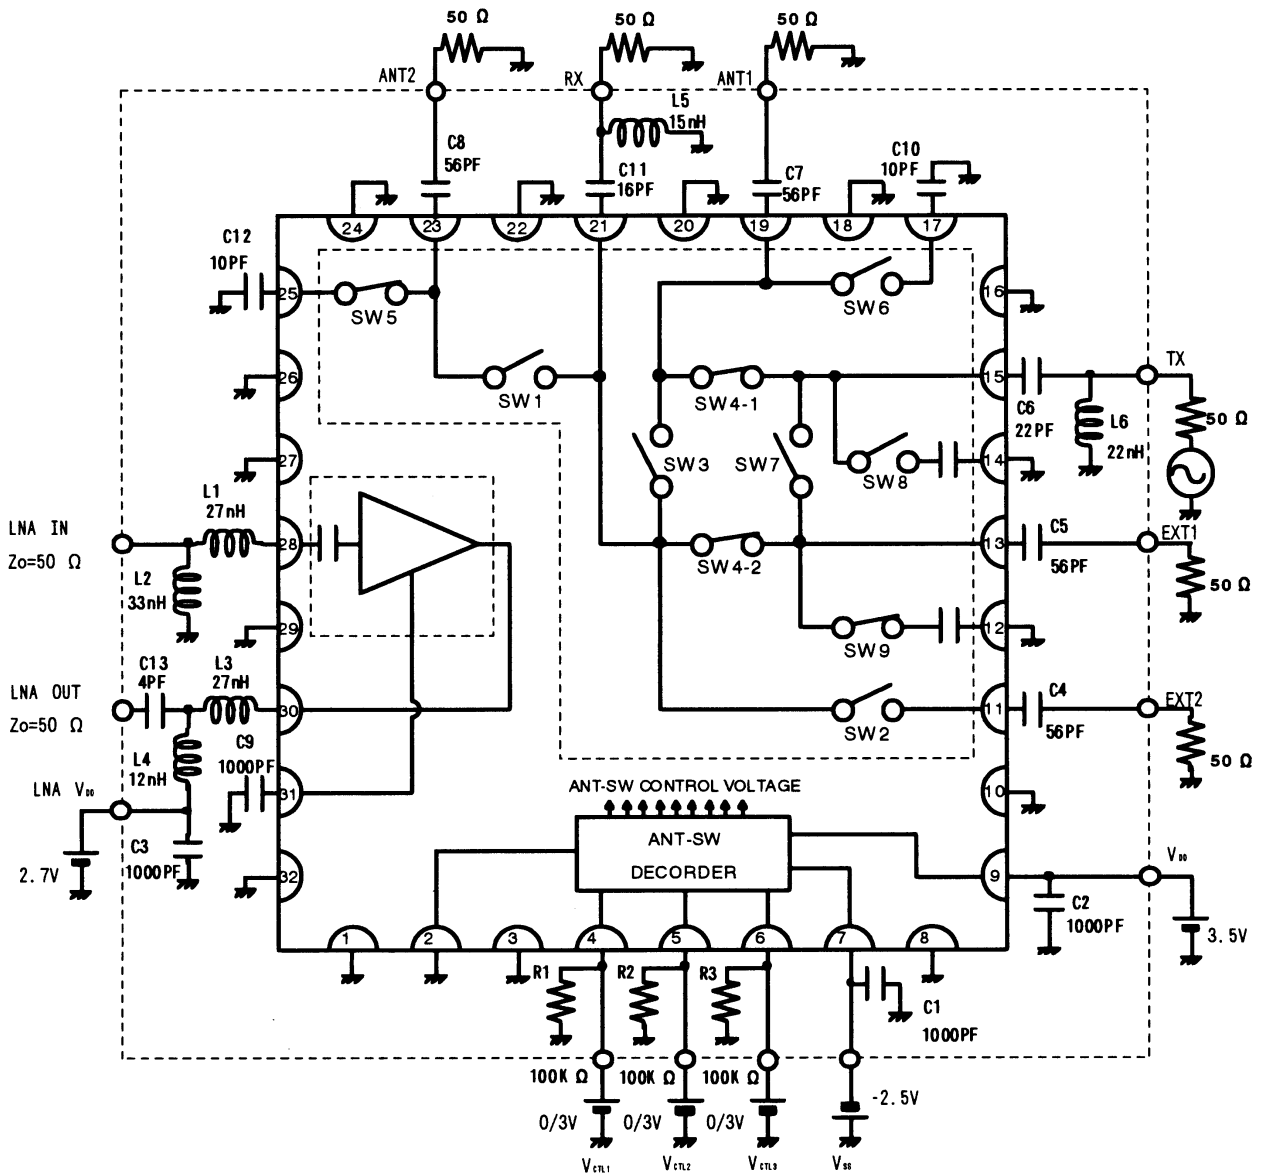 50 Ω
50 Ω
50 Ω
ANT2
RX
ANT1
L5
15nH
C8
56PF
C11
16PF
C7
56PF
C10
10PF
24
23
22
21
20
19
18
17
C12
10PF
25
SW5
SW6
16
26
SW1
SW4-1
15
C6
22PF
TX
L6
22nH
50 Ω
27
SW3
SW7
SW8
14
L1
27nH
LNA IN
Zo=50 Ω
28
L2
33nH
SW4-2
13
C5
56PF
EXT1
50 Ω
29
SW9
12
C13
4PF
L3
27nH
LNA OUT
Zo=50 Ω
30
SW2
11
C4
56PF
EXT2
50 Ω
L4
12nH
C9
1000PF
31
LNA VDD
2.7V
C3
1000PF
32
ANT-SW CONTROL VOLTAGE
ANT-SW
DECORDER
10
9
VDD
C2
1000PF
3.5V
1
2
3
4
5
6
7
8
R1
R2
R3
C1
1000PF
100K Ω
100K Ω
100K Ω
0/3V
0/3V
0/3V
-2.5V
VCTL1
VCTL2
VCTL3
VSS